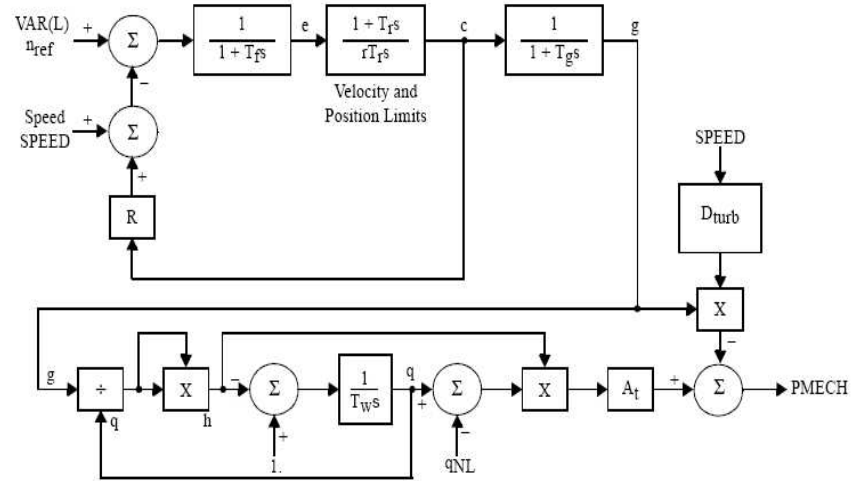 VAR(L)
nref
+
Σ
1
1 + Tfs
e
1 + Trs
rTrs
c
1
1 + Tgs
g
−
Velocity and
Position Limits
Speed
SPEED
+
Σ
+
R
SPEED
Dturb
X
−
g
÷
q
X
h
−
Σ
+
1.
1
Tws
q
+
Σ
−
qNL
X
At
+
Σ
PMECH